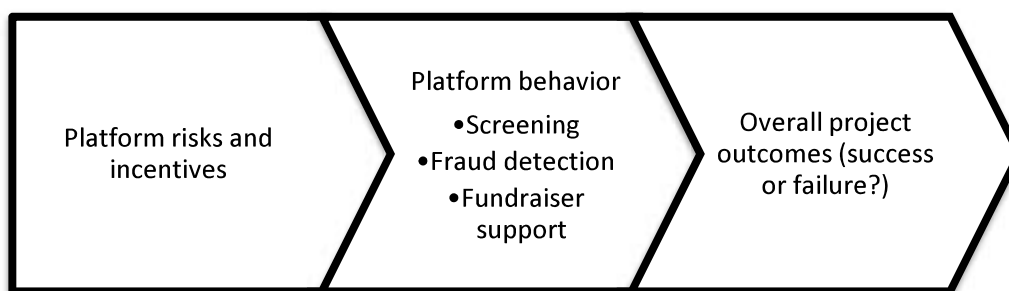 Platform risks and
incentives
Platform behavior
•Screening
•Fraud detection
•Fundraiser
support
Overall project
outcomes (success
or failure?)